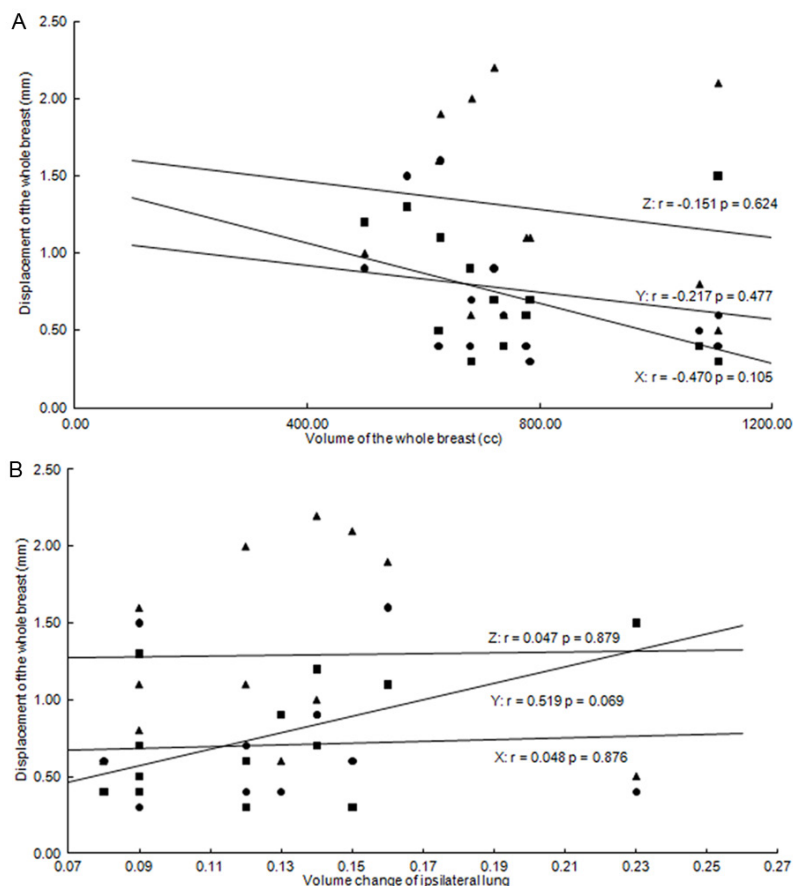 A
2.50
2.00
1.50
1.00
0.50
0.00
Displacement of the whole breast (mm)
Z: r = -0.151 p = 0.624
Y: r = -0.217 p = 0.477
X: r = -0.470 p = 0.105
0.00 400.00 800.00 1200.00
Volume of the whole breast (cc)
B
2.50
2.00
1.50
1.00
0.50
0.00
Displacement of the whole breast (mm)
Z: r = 0.047 p = 0.879
Y: r = 0.519 p = 0.069
X: r = 0.048 p = 0.876
0.07 0.09 0.11 0.13 0.15 0.17 0.19 0.21 0.23 0.25 0.27
Volume change of ipsilateral lung